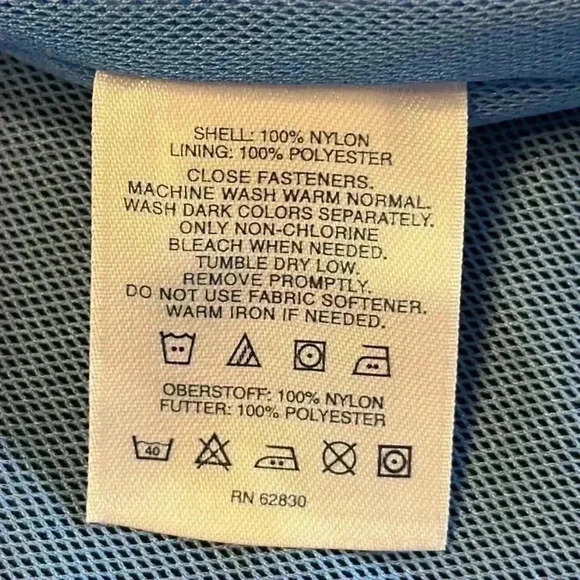 SHELL: 100% NYLON
LINING: 100% POLYESTER
CLOSE FASTENERS.
MACHINE WASH WARM NORMAL.
WASH DARK COLORS SEPARATELY.
ONLY NON-CHLORINE
BLEACH WHEN NEEDED.
TUMBLE DRY LOW.
REMOVE PROMPTLY.
DO NOT USE FABRIC SOFTENER.
WARM IRON IF NEEDED.
OBERSTOFF: 100% NYLON
FUTTER: 100% POLYESTER
40
RN 62830